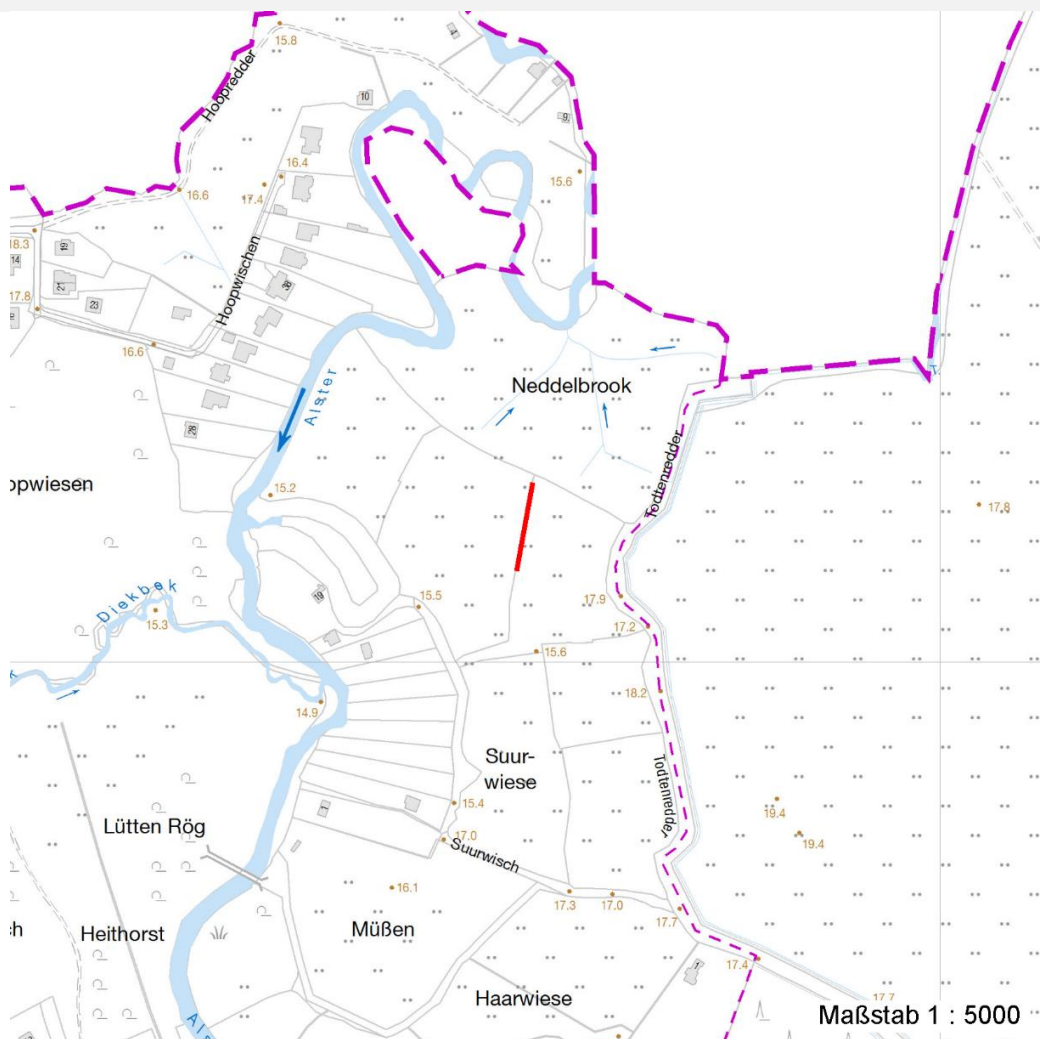 15.8
4
Hoopredder
10
9
16.4
15.6
17.4
16.6
18.3
19
14
38
21
Hoopwischen
17.8
23
16.6
Neddelbrook
Alster
28
Todtenredder
opwiesen
15.2
17.8
Diekbek
19
15.5
17.9
15.3
17.2
15.6
18.2
14.9
Suur-
wiese
Todtenredder
15.4
1
19.4
Lütten Rög
17.0
19.4
Suurwisch
16.1
17.3
17.0
17.7
Müßen
ch
Heithorst
17.4
1
Haarwiese
17.7
Maßstab 1 : 5000
Als